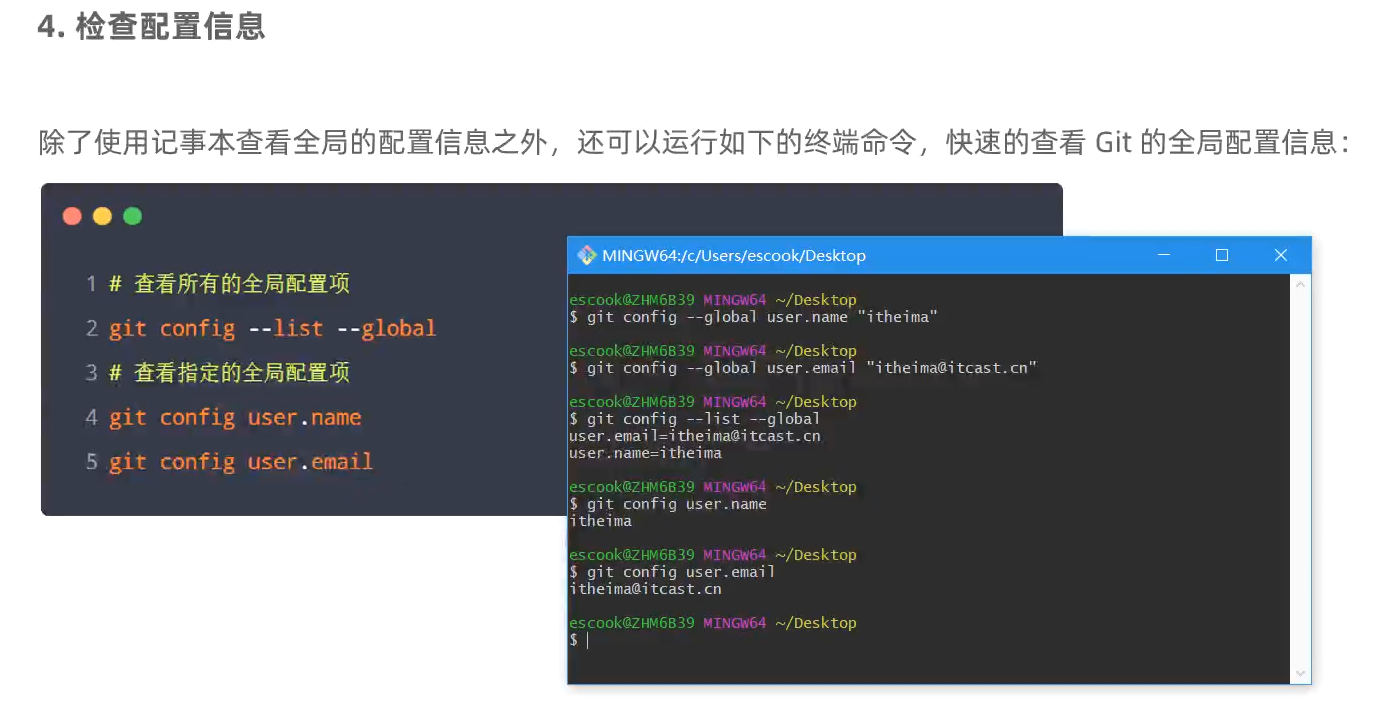 4. 检查配置信息
除了使用记事本查看全局的配置信息之外，还可以运行如下的终端命令，快速的查看 Git 的全局配置信息：
1 # 查看所有的全局配置项
2 git config --list --global
3 # 查看指定的全局配置项
4 git config user.name
5 git config user.email
MINGW64:/c/Users/escook/Desktop
escook@ZHM6B39 MINGW64 ~/Desktop
$ git config --global user.name "itheima"
escook@ZHM6B39 MINGW64 ~/Desktop
$ git config --global user.email "itheima@itcast.cn"
escook@ZHM6B39 MINGW64 ~/Desktop
$ git config --list --global
user.email=itheima@itcast.cn
user.name=itheima
escook@ZHM6B39 MINGW64 ~/Desktop
$ git config user.name
itheima
escook@ZHM6B39 MINGW64 ~/Desktop
$ git config user.email
itheima@itcast.cn
escook@ZHM6B39 MINGW64 ~/Desktop
$